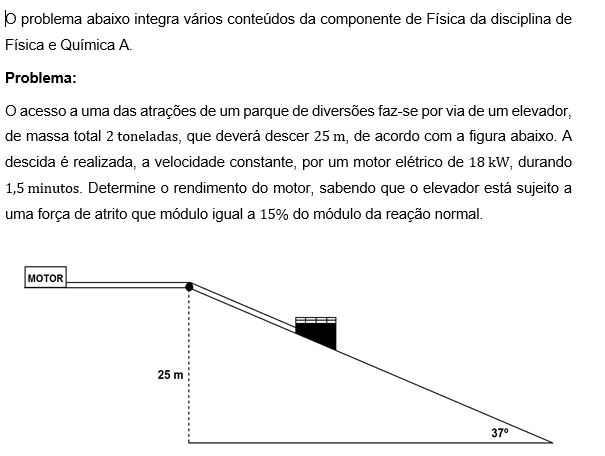 O problema abaixo integra vários conteúdos da componente de Física da disciplina de
Física e Química A.
Problema:
O acesso a uma das atrações de um parque de diversões faz-se por via de um elevador,
de massa total 2 toneladas, que deverá descer 25 m, de acordo com a figura abaixo. A
descida é realizada, a velocidade constante, por um motor elétrico de 18 kW, durando
1,5 minutos. Determine o rendimento do motor, sabendo que o elevador está sujeito a
uma força de atrito que módulo igual a 15% do módulo da reação normal.
MOTOR
25 m
37º